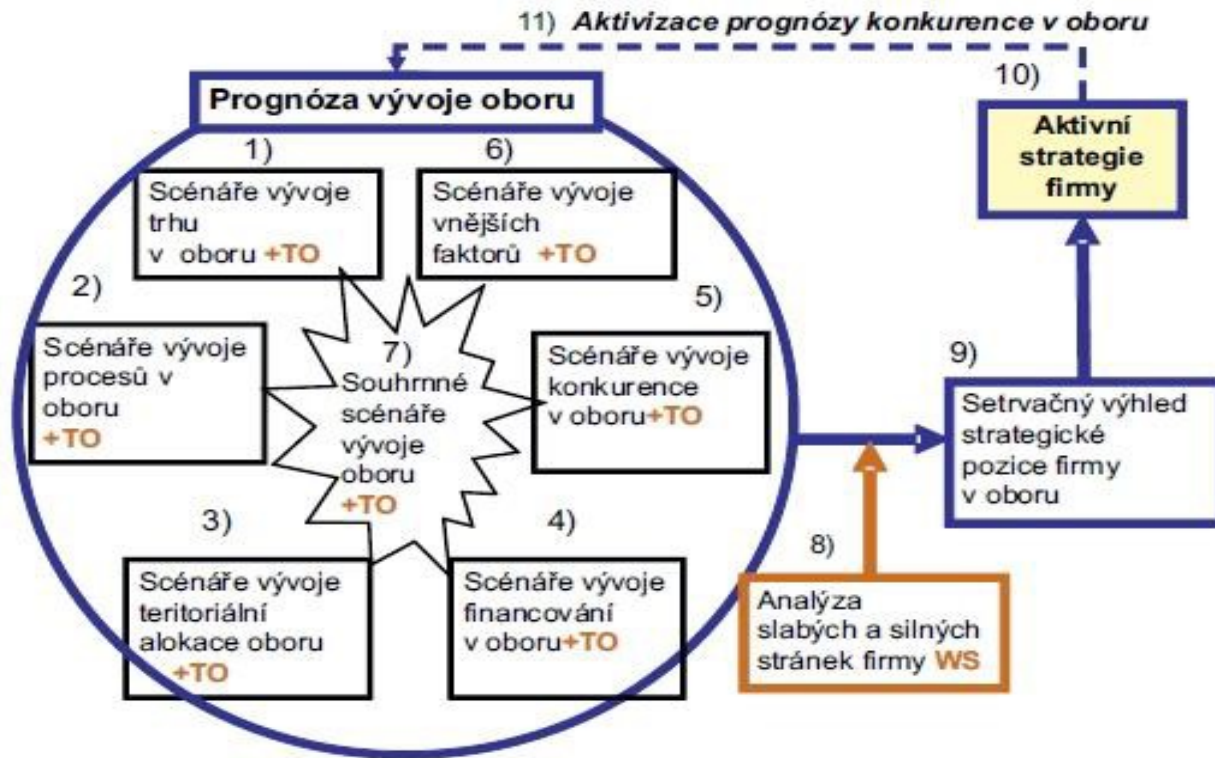 11) Aktivizace prognózy konkurence v oboru
Prognóza vývoje oboru
1)
Scénáře vývoje
trhu
v oboru +TO
6)
Scénáře vývoje
vnějších
faktorů +TO
2)
Scénáře vývoje
procesů v
oboru
+TO
7)
Souhrnné
scénáře
vývoje
oboru
+TO
5)
Scénáře vývoje
konkurence
v oboru+TO
3)
Scénáře vývoje
teritoriální
alokace oboru
+TO
4)
Scénáře vývoje
financování
v oboru+TO
8)
Analýza
slabých a silných
stránek firmy WS
9)
Setrvačný výhled
strategické
pozice firmy
v oboru
10)
Aktivní
strategie
firmy